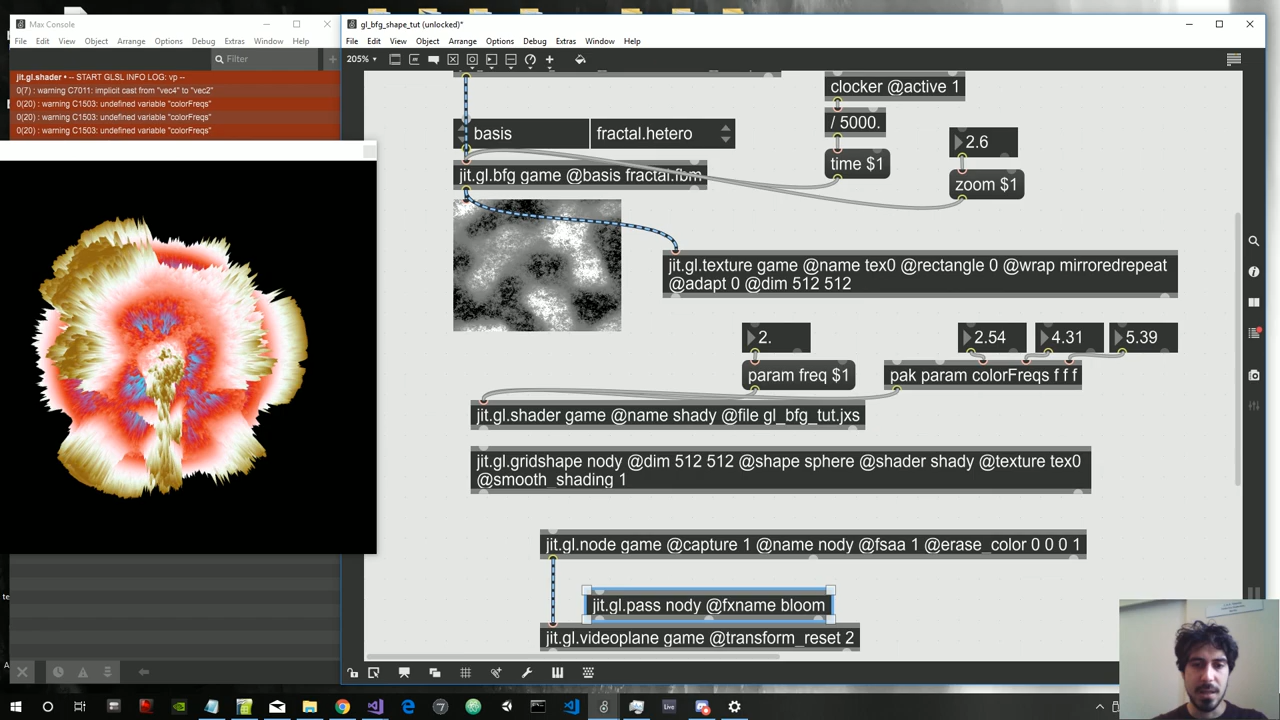 Max Console
File Edit View Object Arrange Options Debug Extras Window Help
Filter
jit.gl.shader • -- START GLSL INFO LOG: vp --
0(7) : warning C7011: implicit cast from "vec4" to "vec2"
0(20) : warning C1503: undefined variable "colorFreqs"
0(20) : warning C1503: undefined variable "colorFreqs"
0(20) : warning C1503: undefined variable "colorFreqs"
gl_bfg_shape_tut (unlocked)*
File Edit View Object Arrange Options Debug Extras Window Help
205%
clocker @active 1
/ 5000.
basis
fractal.hetero
2.6
time $1
jit.gl.bfg game @basis fractal.fbm
zoom $1
jit.gl.texture game @name tex0 @rectangle 0 @wrap mirroredrepeat
@adapt 0 @dim 512 512
2.
2.54
4.31
5.39
param freq $1
pak param colorFreqs f f f
jit.gl.shader game @name shady @file gl_bfg_tut.jxs
jit.gl.gridshape nody @dim 512 512 @shape sphere @shader shady @texture tex0
@smooth_shading 1
jit.gl.node game @capture 1 @name nody @fsaa 1 @erase_color 0 0 0 1
jit.gl.pass nody @fxname bloom
jit.gl.videoplane game @transform_reset 2
Live